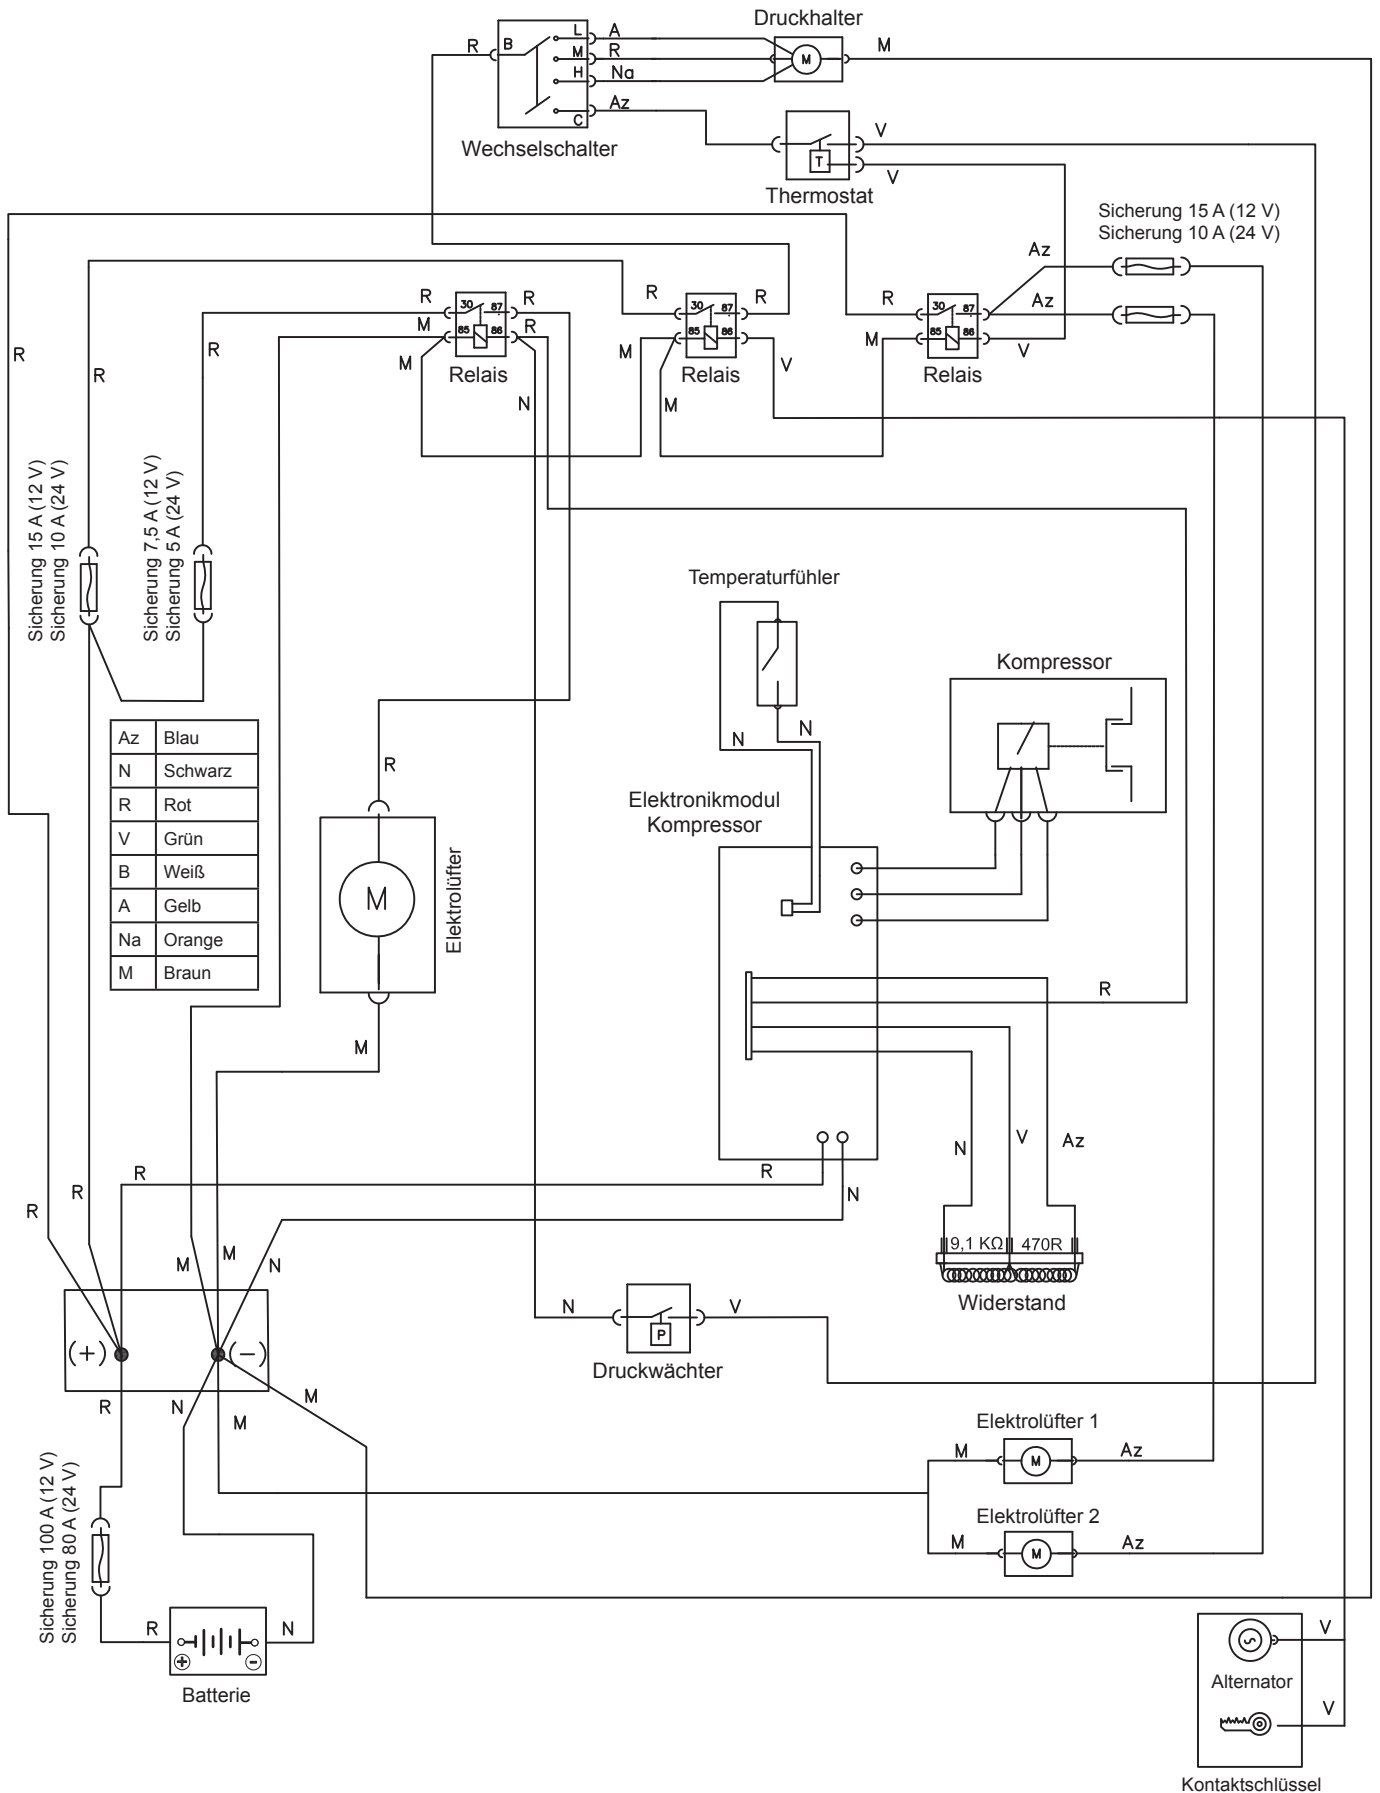 Druckhalter
R
B
L
M
H
C
A
R
Na
Az
M
M
Wechselschalter
T
V
V
Thermostat
Sicherung 15 A (12 V)
Sicherung 10 A (24 V)
Az
Az
R
M
30
87
85
86
R
R
Relais
R
M
30
87
85
86
R
V
Relais
R
M
30
87
85
86
V
Relais
R
R
R
M
N
M
Sicherung 15 A (12 V)
Sicherung 10 A (24 V)
Sicherung 7,5 A (12 V)
Sicherung 5 A (24 V)
Temperaturfühler
N
N
Kompressor
Az Blau
N Schwarz
R Rot
V Grün
B Weiß
A Gelb
Na Orange
M Braun
R
M
Elektrolüfter
M
Elektronikmodul
Kompressor
R
N
V
Az
R
N
9,1 KΩ
470R
Widerstand
R
R
R
M
M
N
(+)
(–)
N
P
V
Druckwächter
R
N
M
M
Sicherung 100 A (12 V)
Sicherung 80 A (24 V)
R
+
-
N
Batterie
Elektrolüfter 1
M
M
Az
Elektrolüfter 2
M
M
Az
Alternator
V
V
Kontaktschlüssel